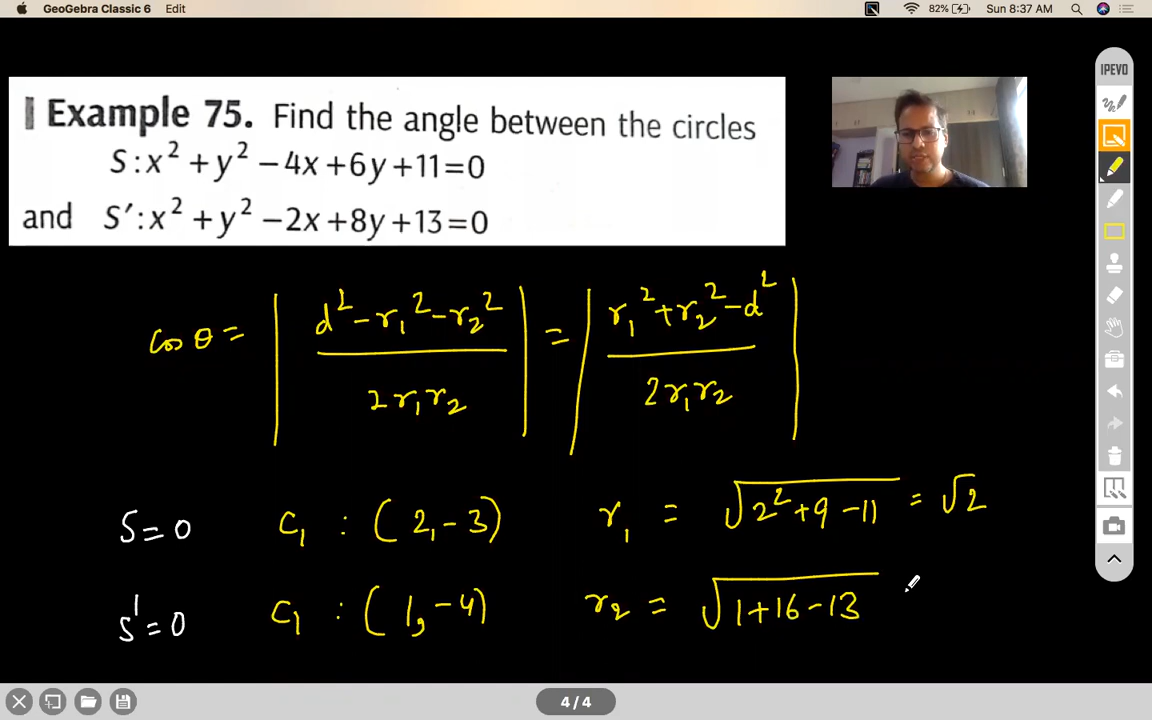 GeoGebra Classic 6 Edit 82% Sun 8:37 AM
IPEVO
Example 75. Find the angle between the circles
S : x² + y² − 4x + 6y + 11 = 0
and S′ : x² + y² − 2x + 8y + 13 = 0
cos θ = | (d² − r₁² − r₂²) / (2r₁r₂) | = | (r₁² + r₂² − d²) / (2r₁r₂) |
S = 0 C₁ : (2, −3) r₁ = √(2² + 9 − 11) = √2
S' = 0 C₁ : (1, −4) r₂ = √(1 + 16 − 13)
4 / 4